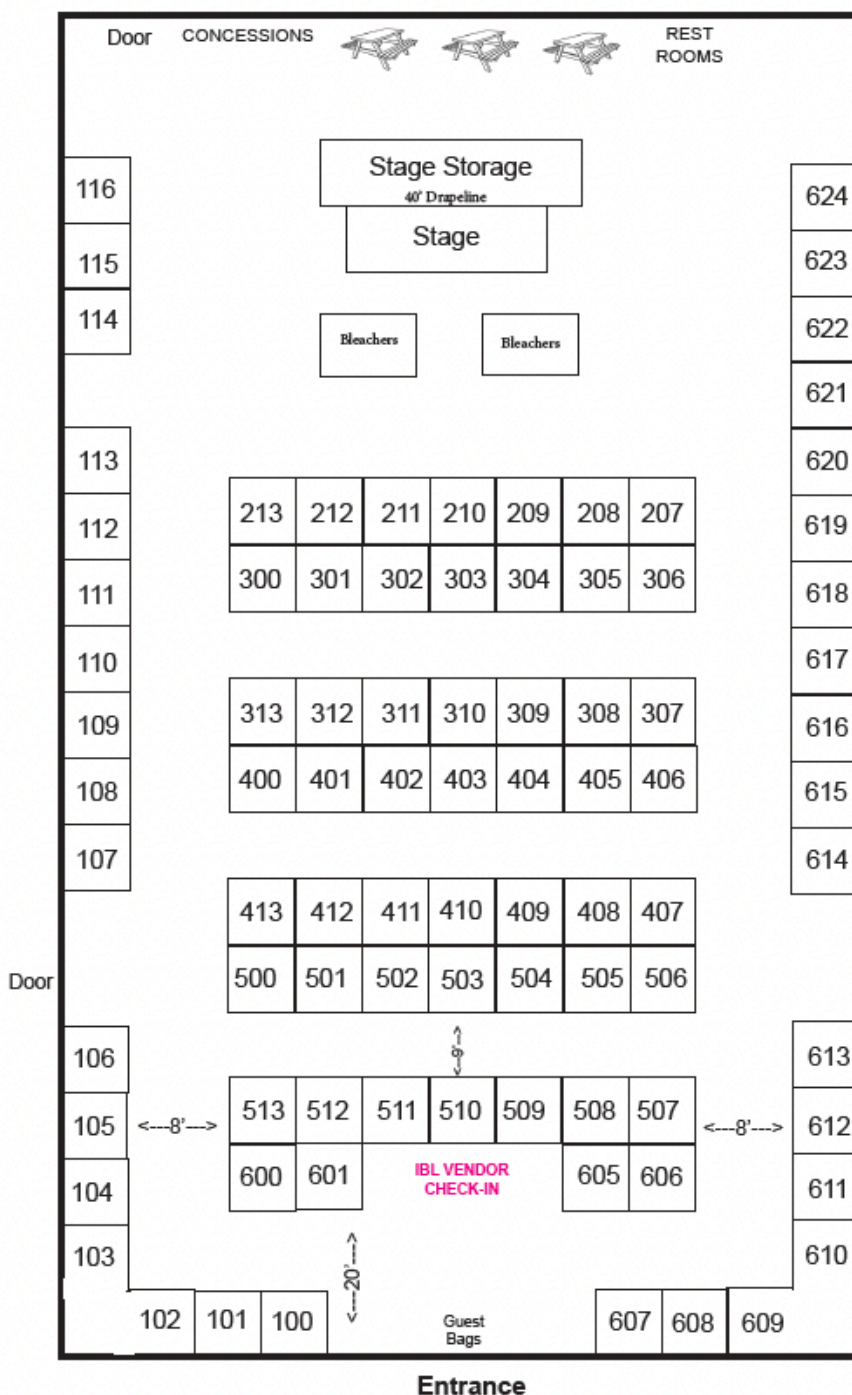 Door CONCESSIONS REST
ROOMS
Stage Storage
40' Drapeline
Stage
Bleachers Bleachers
116
115
114
113
112
111
110
109
108
107
624
623
622
621
620
619
618
617
616
615
614
213 212 211 210 209 208 207
300 301 302 303 304 305 306
313 312 311 310 309 308 307
400 401 402 403 404 405 406
413 412 411 410 409 408 407
500 501 502 503 504 505 506
Door
<---9'--->
106
105
104
103
<---8'--->
513 512 511 510 509 508 507
600 601 605 606
IBL VENDOR
CHECK-IN
<---8'--->
613
612
611
610
<----20'---->
102 101 100
Guest
Bags
607 608 609
Entrance